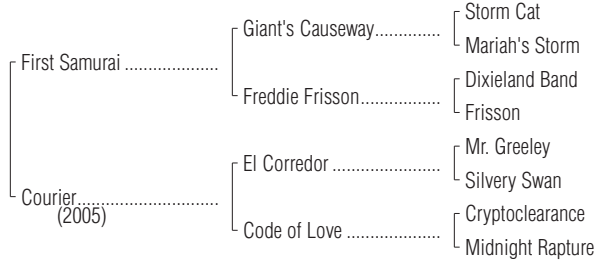 Storm Cat
Giant's Causeway..............
Mariah's Storm
First Samurai ....................
Dixieland Band
Freddie Frisson.................
Frisson
Mr. Greeley
El Corredor .......................
Silvery Swan
Courier..............................
(2005)
Cryptoclearance
Code of Love ....................
Midnight Rapture